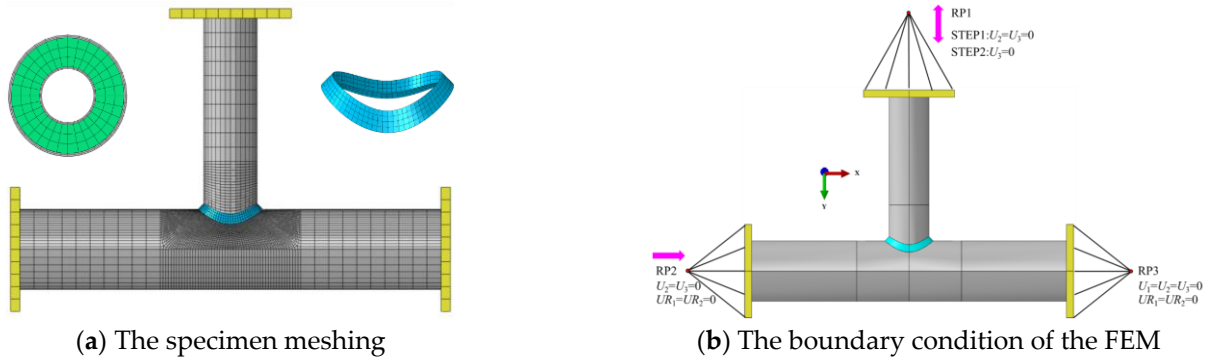 RP1
STEP1:U₂=U₃=0
STEP2:U₃=0
X
Y
RP2
U₂=U₃=0
UR₁=UR₂=0
RP3
U₁=U₂=U₃=0
UR₁=UR₂=0
(a) The specimen meshing
(b) The boundary condition of the FEM